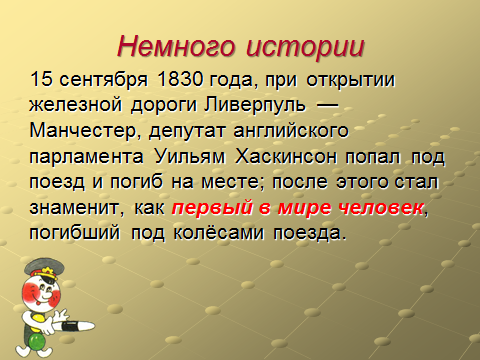 Немного истории
15 сентября 1830 года, при открытии
железной дороги Ливерпуль —
Манчестер, депутат английского
парламента Уильям Хаскинсон попал под
поезд и погиб на месте; после этого стал
знаменит, как первый в мире человек,
погибший под колёсами поезда.